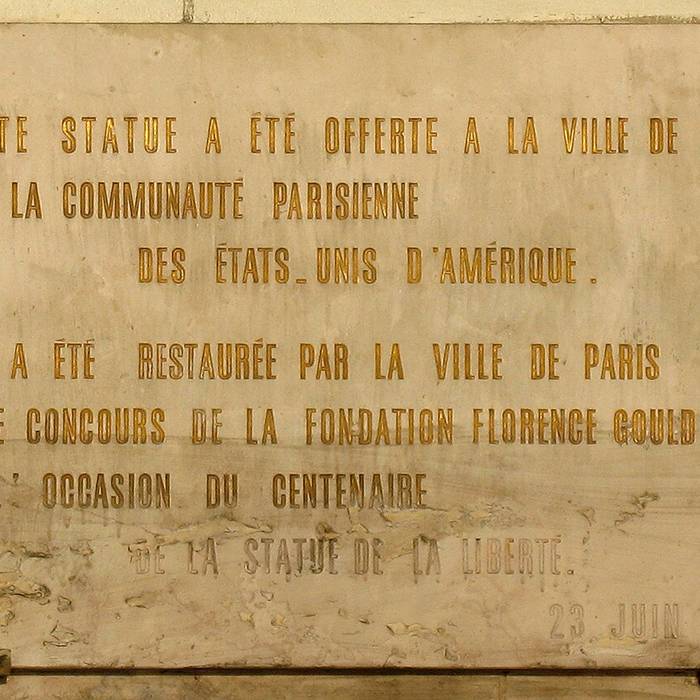 TE STATUE A ÉTÉ OFFERTE A LA VILLE DE
LA COMMUNAUTÉ PARISIENNE
DES ÉTATS_UNIS D'AMÉRIQUE.
A ÉTÉ RESTAURÉE PAR LA VILLE DE PARIS
E CONCOURS DE LA FONDATION FLORENCE GOULD
L' OCCASION DU CENTENAIRE
DE LA STATUE DE LA LIBERTÉ.
23 JUIN